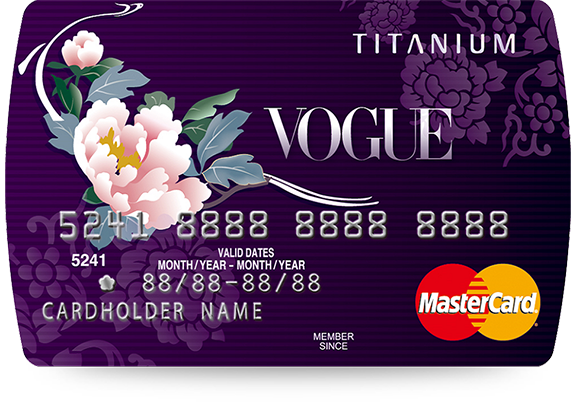 TITANIUM
VOGUE
5241 8888 8888 8888
5241
VALID DATES
MONTH/YEAR – MONTH/YEAR
88/88-88/88
CARDHOLDER NAME
MasterCard
MEMBER
SINCE